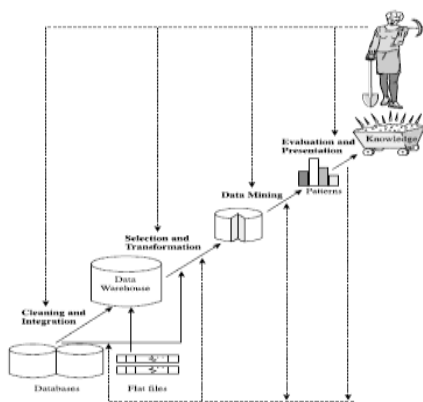 Evaluation and
Presentation
Knowledge
Patterns
Data Mining
Selection and
Transformation
Data
Warehouse
Cleaning and
Integration
Databases
Flat files